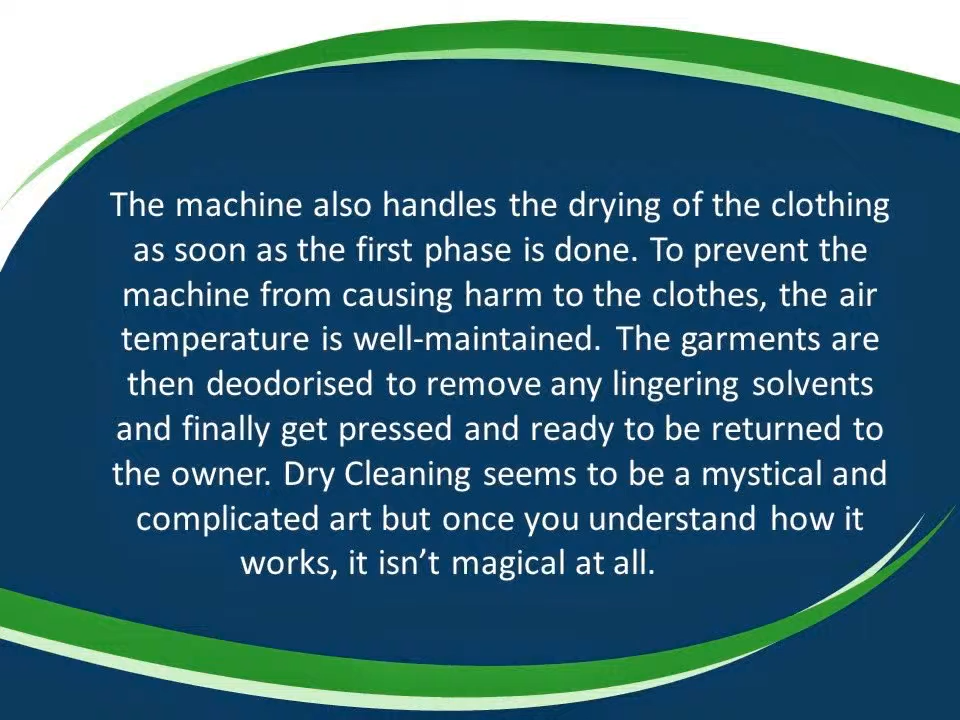 The machine also handles the drying of the clothing
as soon as the first phase is done. To prevent the
machine from causing harm to the clothes, the air
temperature is well-maintained. The garments are
then deodorised to remove any lingering solvents
and finally get pressed and ready to be returned to
the owner. Dry Cleaning seems to be a mystical and
complicated art but once you understand how it
works, it isn’t magical at all.